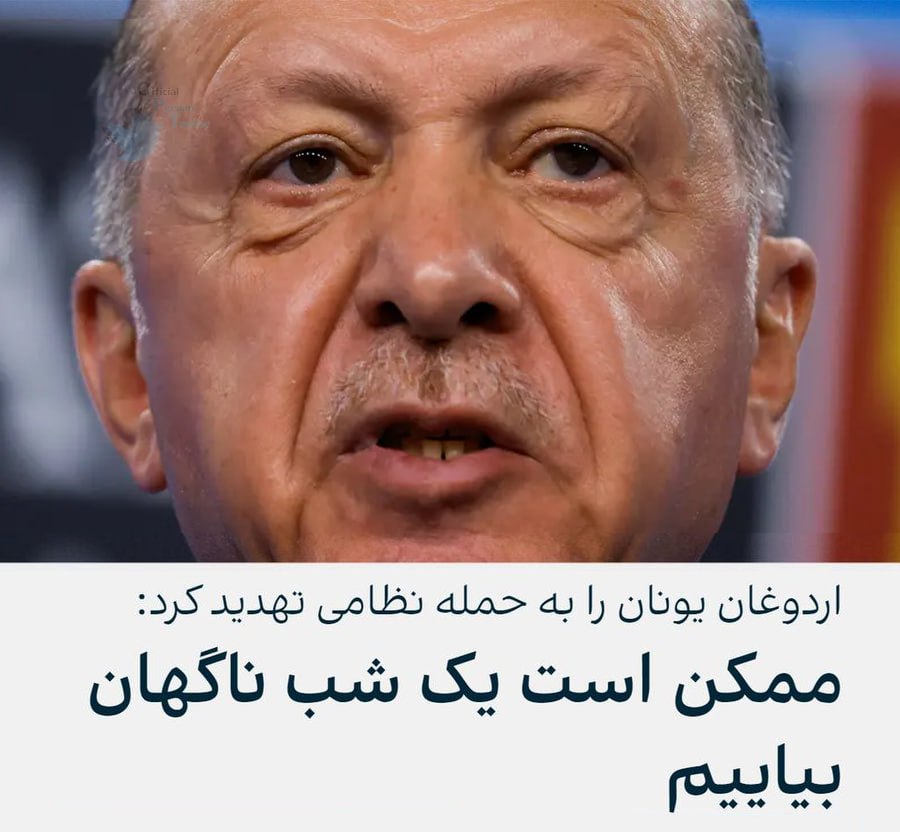 اردوغان یونان را به حمله نظامی تهدید کرد:
ممکن است یک شب ناگهان
بیاییم